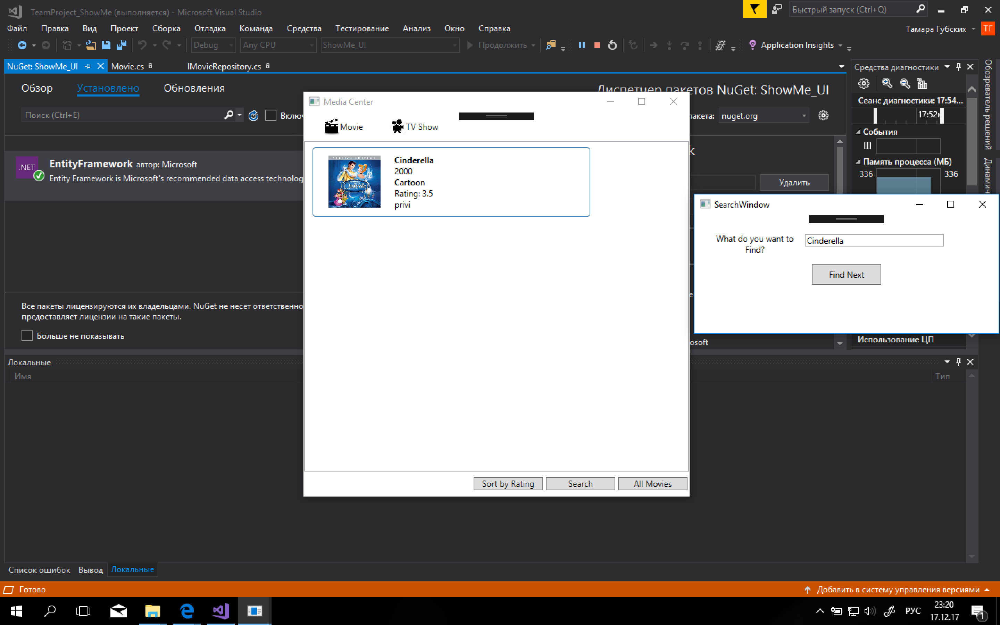 TeamProject_ShowMe (выполняется) - Microsoft Visual Studio
Быстрый запуск (Ctrl+Q)
Файл Правка Вид Проект Сборка Отладка Команда Средства Тестирование Анализ Окно Справка
Тамара Губских ТГ
Debug Any CPU ShowMe_UI Продолжить Application Insights
NuGet: ShowMe_UI Movie.cs IMovieRepository.cs
Обзор Установлено Обновления
Диспетчер пакетов NuGet: ShowMe_UI
Поиск (Ctrl+E) Включ
пакета: nuget.org
.NET
EntityFramework автор: Microsoft
Entity Framework is Microsoft's recommended data access technolog
k
Удалить
Все пакеты лицензируются их владельцами. NuGet не несет ответственно
предоставляет лицензии на такие пакеты.
Больше не показывать
osoft
Media Center
Movie TV Show
SPECIAL EDITION
Cinderella
Cinderella
2000
Cartoon
Rating: 3.5
privi
Sort by Rating Search All Movies
Средства диагностики
Сеанс диагностики: 17:54...
17:52м
События
Память процесса (МБ)
336 336
Использование ЦП
Обозреватель решений
Динамич
SearchWindow
What do you want to
Find?
Cinderella
Find Next
Локальные
Имя Тип
Список ошибок Вывод Локальные
Готово
Добавить в систему управления версиями
РУС
23:20
17.12.17
1